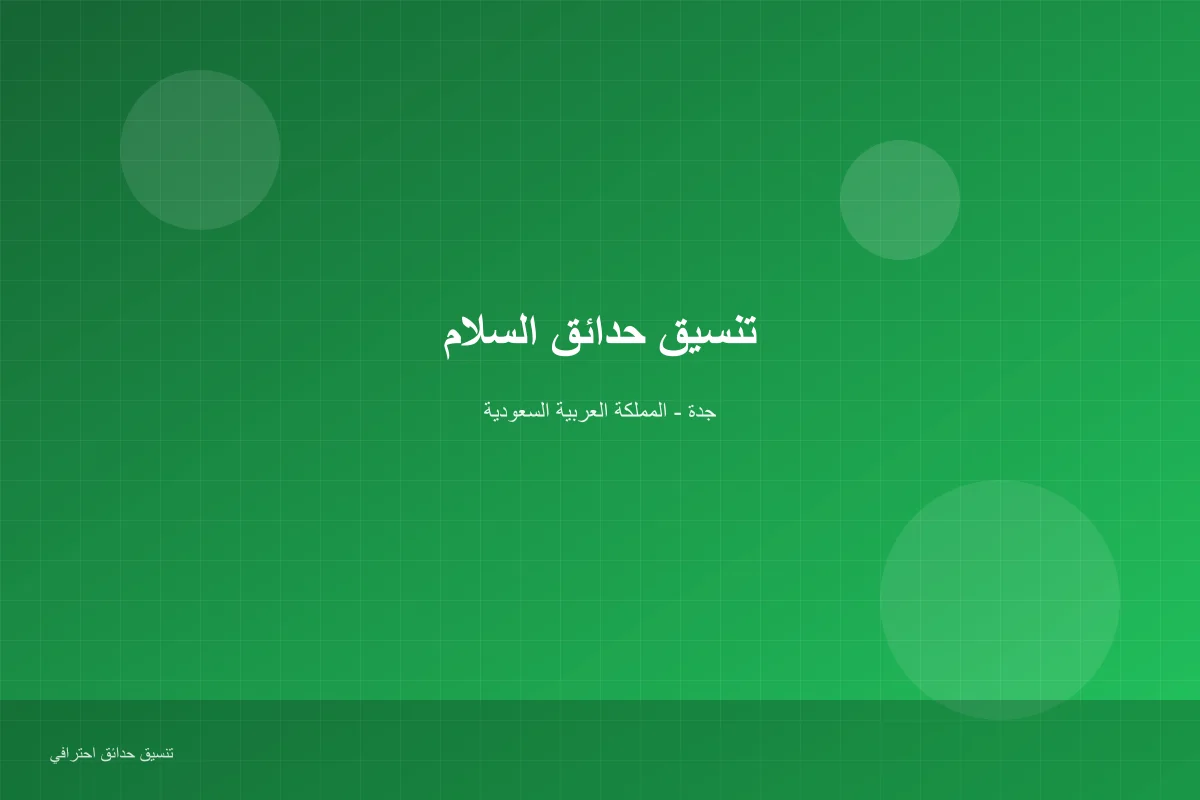 تنسيق حدائق السلام
جدة - المملكة العربية السعودية
تنسيق حدائق احترافي